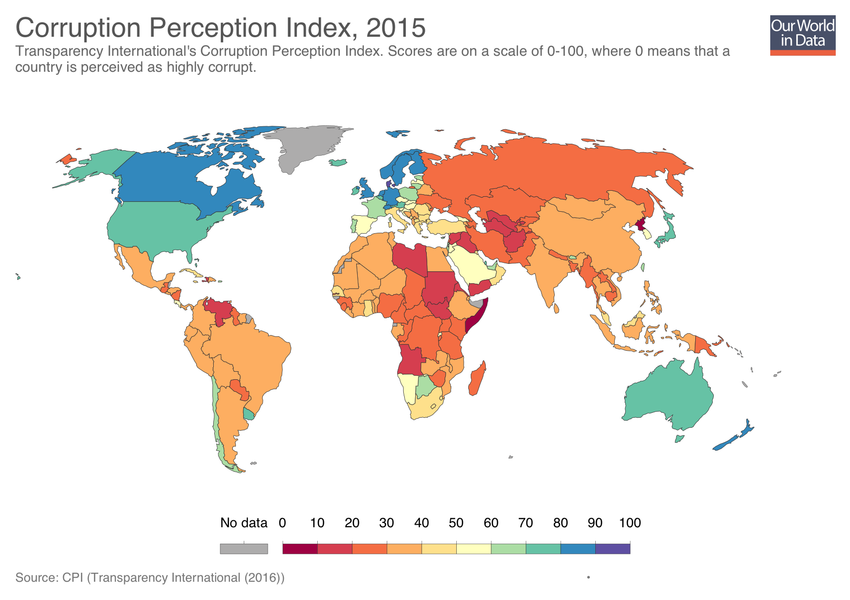 Corruption Perception Index, 2015
Our World
in Data
Transparency International's Corruption Perception Index. Scores are on a scale of 0-100, where 0 means that a
country is perceived as highly corrupt.
No data 0 10 20 30 40 50 60 70 80 90 100
Source: CPI (Transparency International (2016))